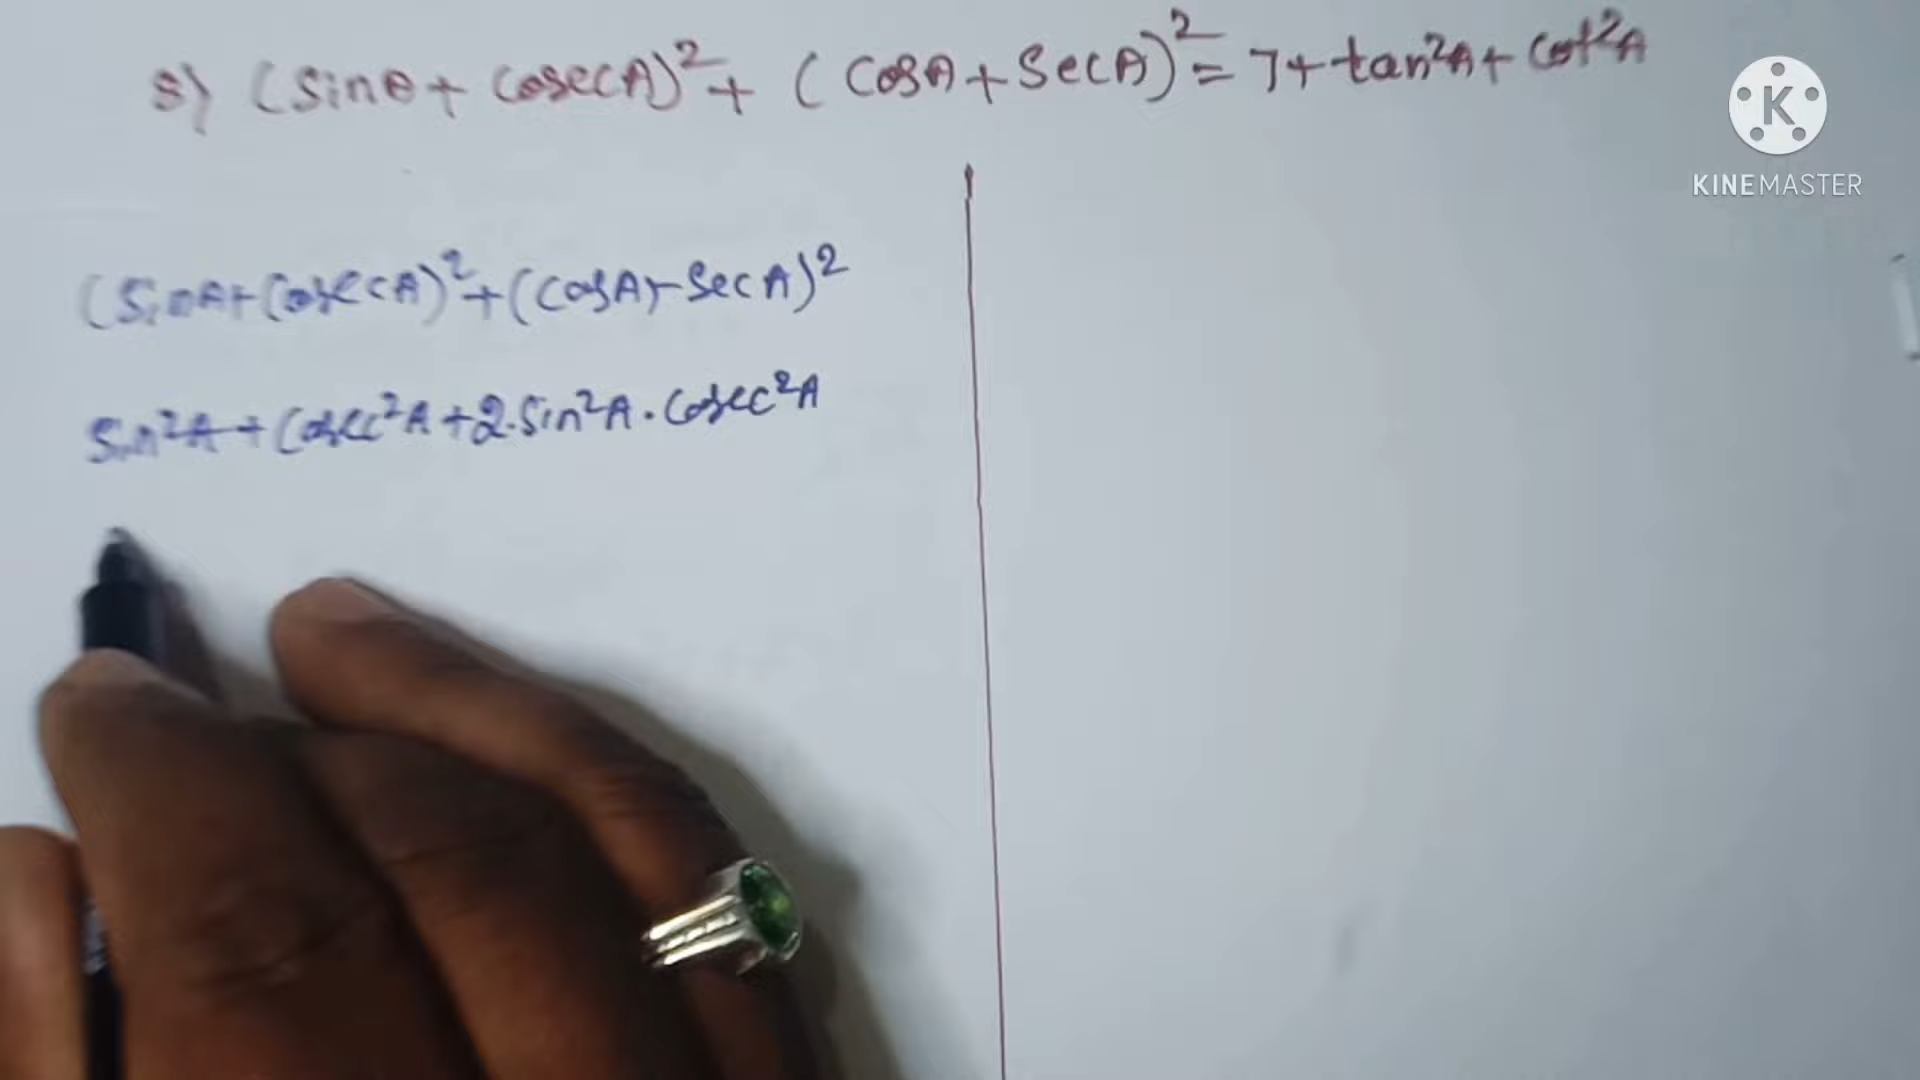 8) (Sinθ + CosecA)² + (CosA + SecA)² = 7 + tan²A + Cot²A
K
KINEMASTER
(SinA + CosecA)² + (CosA + SecA)²
Sin²A + Cosec²A + 2.Sin²A . Cosec²A